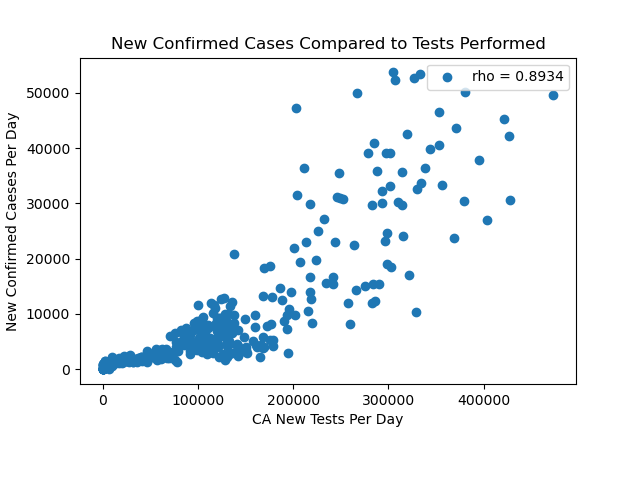 New Confirmed Cases Compared to Tests Performed
rho = 0.8934
New Confirmed Caeses Per Day
50000
40000
30000
20000
10000
0
0 100000 200000 300000 400000
CA New Tests Per Day